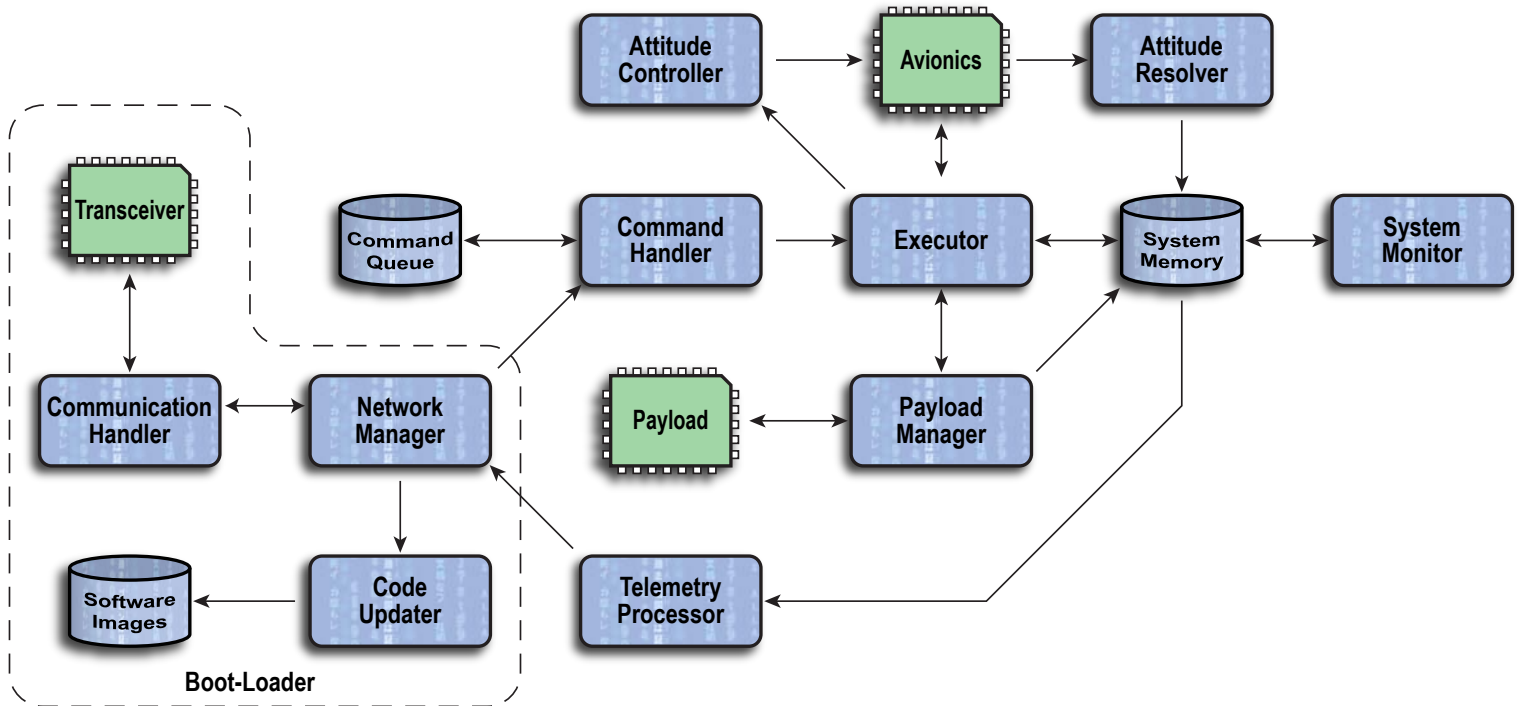 Attitude
Controller
Avionics
Attitude
Resolver
Transceiver
Command
Queue
Command
Handler
Executor
System
Memory
System
Monitor
Communication
Handler
Network
Manager
Payload
Payload
Manager
Software
Images
Code
Updater
Telemetry
Processor
Boot-Loader